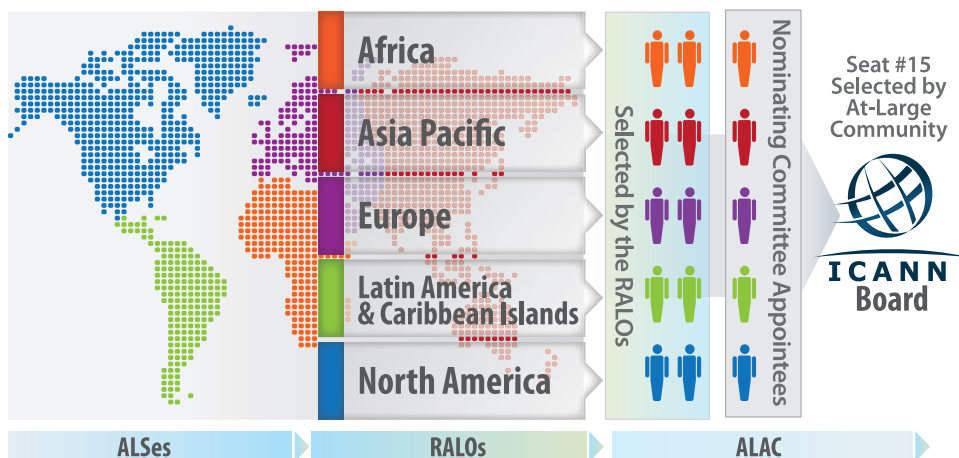 Africa
Asia Pacific
Europe
Latin America
& Caribbean Islands
North America
Selected by the RALOs
Nominating Committee Appointees
Seat #15
Selected by
At-Large
Community
ICANN
Board
ALSes
RALOs
ALAC